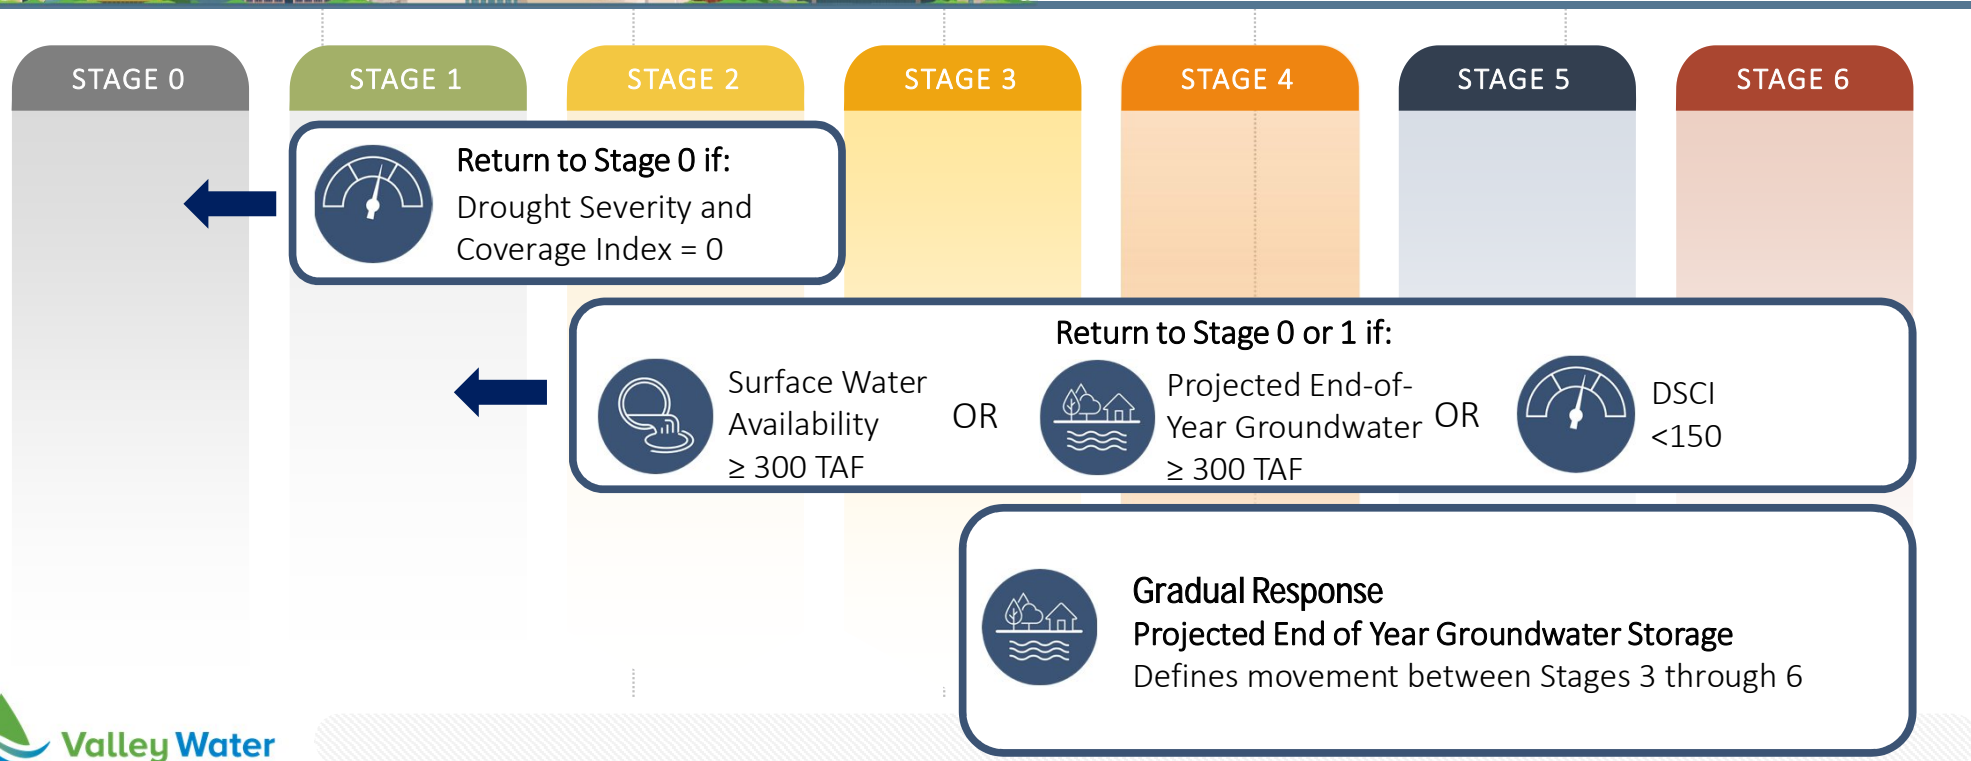 STAGE 0
STAGE 1
STAGE 2
STAGE 3
STAGE 4
STAGE 5
STAGE 6
Return to Stage 0 if:
Drought Severity and
Coverage Index = 0
Return to Stage 0 or 1 if:
Surface Water
Availability
≥ 300 TAF
OR
Projected End-of-
Year Groundwater
≥ 300 TAF
OR
DSCI
<150
Gradual Response
Projected End of Year Groundwater Storage
Defines movement between Stages 3 through 6
Valley Water